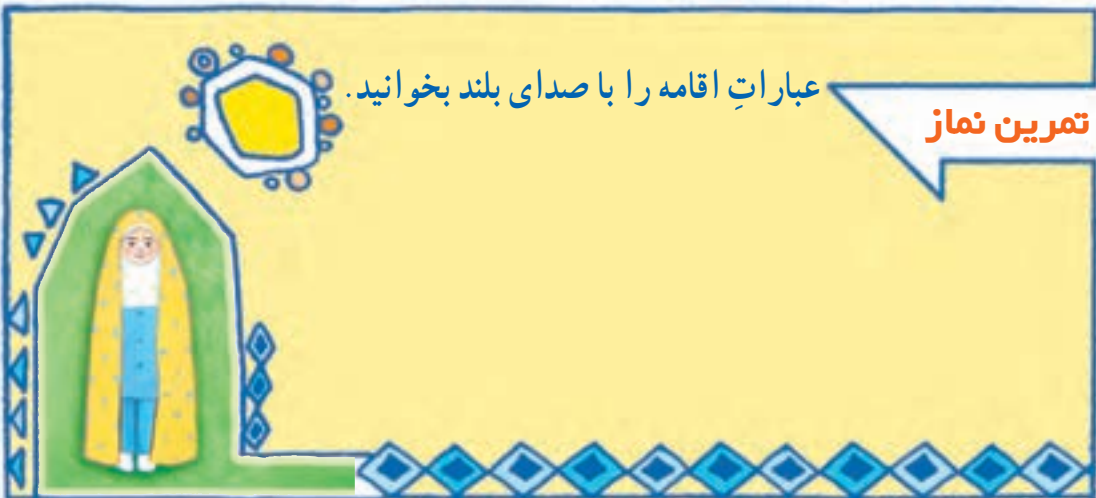 تمرین نماز
عباراتِ اقامه را با صدای بلند بخوانید.